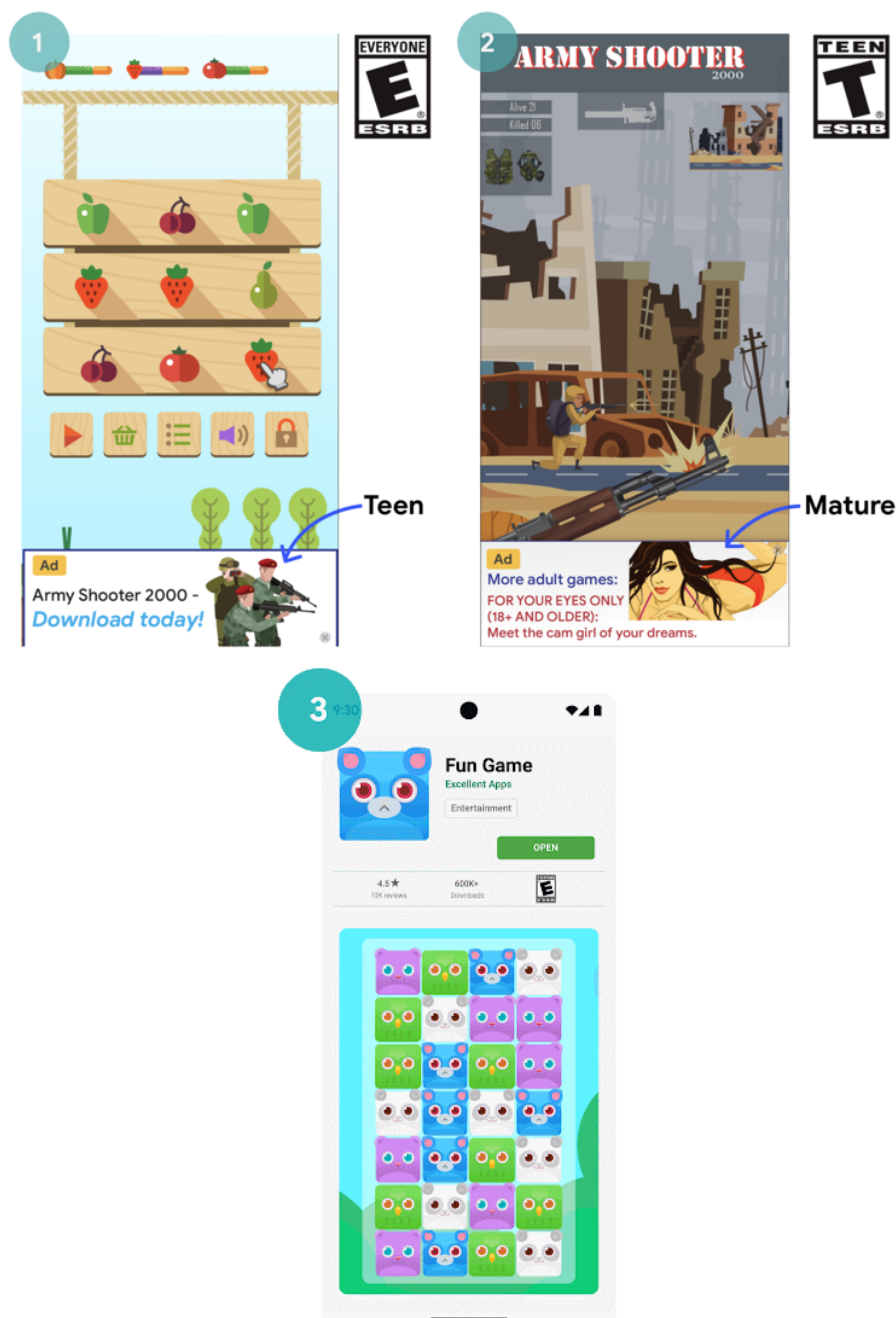 1
EVERYONE
E
ESRB
Teen
Ad
Army Shooter 2000 -
Download today!
2
ARMY SHOOTER
2000
TEEN
T
ESRB
Alive 21
Killed 06
Mature
Ad
More adult games:
FOR YOUR EYES ONLY
(18+ AND OLDER):
Meet the cam girl of your dreams.
3
9:30
Fun Game
Excellent Apps
Entertainment
OPEN
4.5★
600K+
E
10K reviews
Downloads